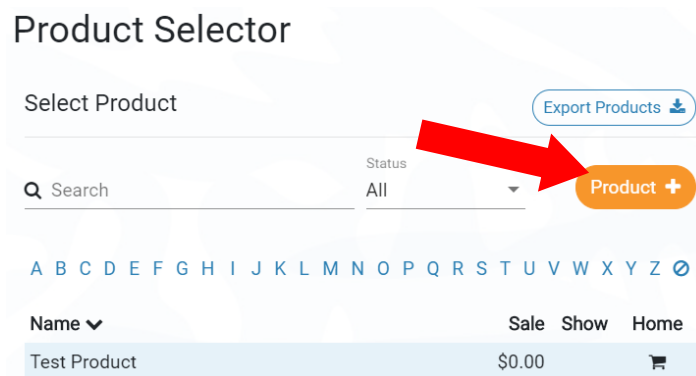 Product Selector
Select Product
Export Products
Status
Search
All
Product
A B C D E F G H I J K L M N O P Q R S T U V W X Y Z
Name Sale Show Home
Test Product $0.00